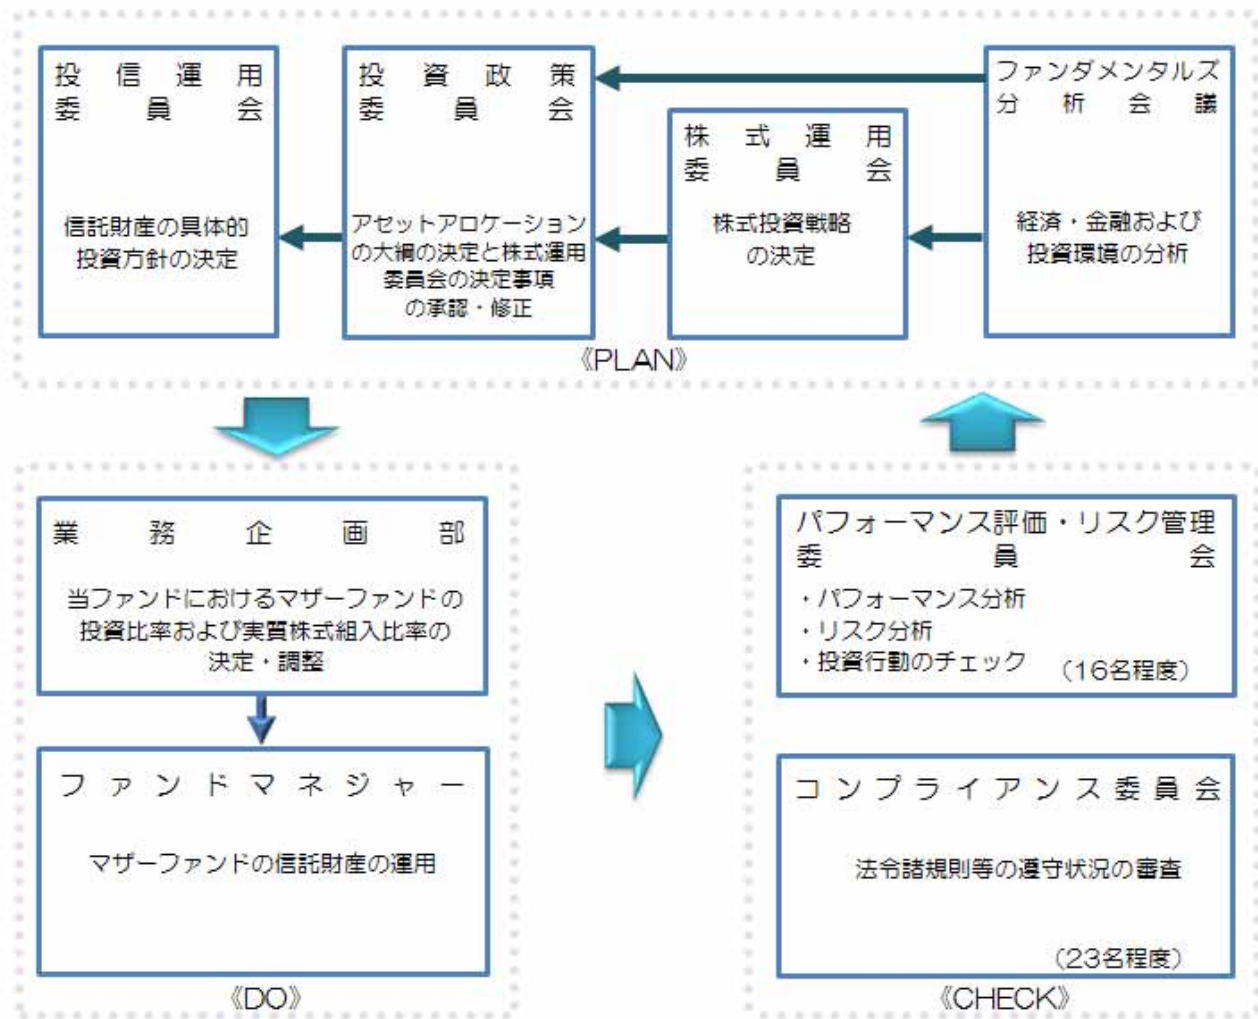 投信運用
委員会
信託財産の具体的
投資方針の決定
投資政策
委員会
アセットアロケーション
の大綱の決定と株式運用
委員会の決定事項
の承認・修正
株式運用
委員会
株式投資戦略
の決定
ファンダメンタルズ
分析会議
経済・金融および
投資環境の分析
《PLAN》
業務企画部
当ファンドにおけるマザーファンドの
投資比率および実質株式組入比率の
決定・調整
ファンドマネジャー
マザーファンドの信託財産の運用
《DO》
パフォーマンス評価・リスク管理
委員会
・パフォーマンス分析
・リスク分析
・投資行動のチェック
（16名程度）
コンプライアンス委員会
法令諸規則等の遵守状況の審査
（23名程度）
《CHECK》